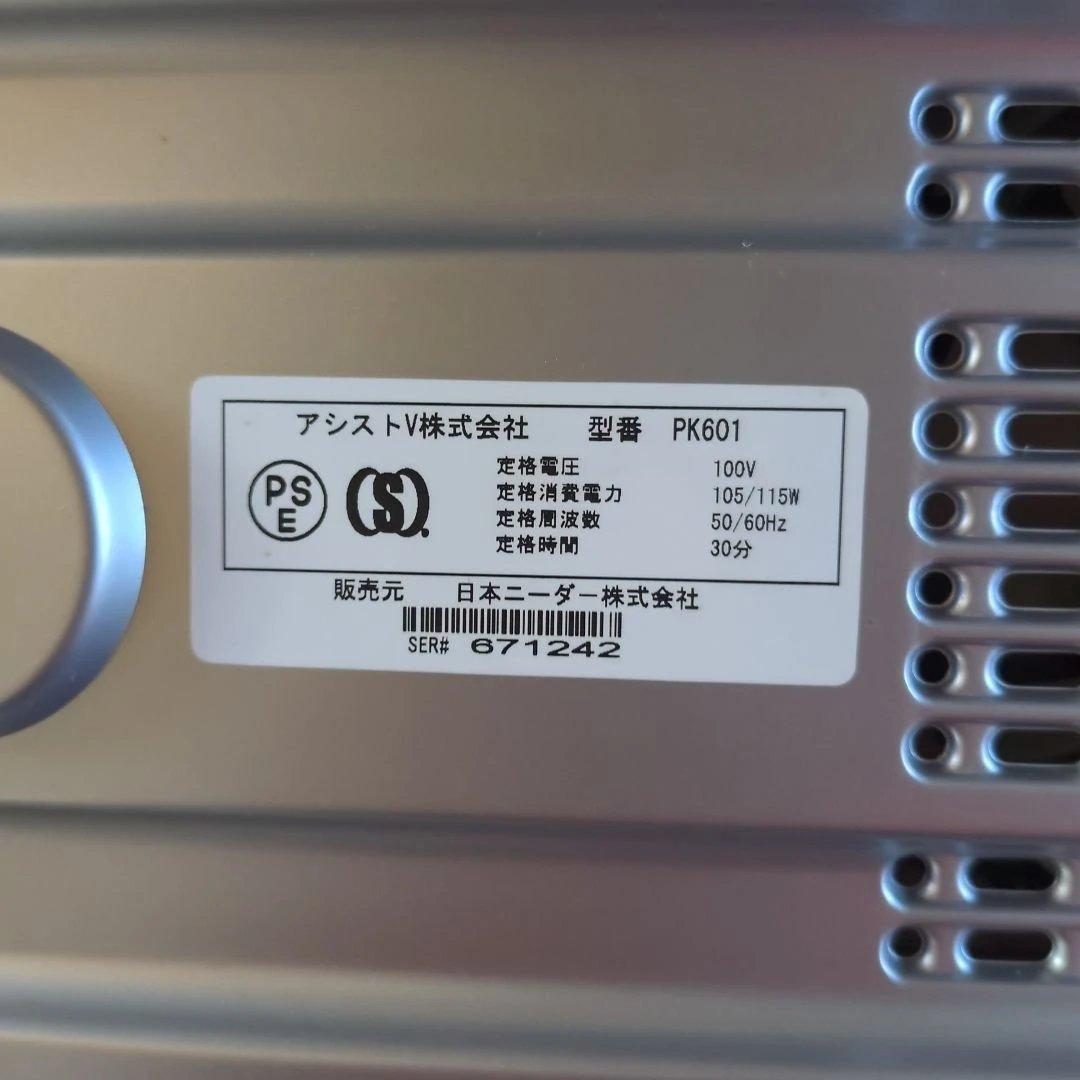 アシストV株式会社 型番 PK601
PS
E
(S).
定格電圧 100V
定格消費電力 105/115W
定格周波数 50/60Hz
定格時間 30分
販売元 日本ニーダー株式会社
SER# 671242